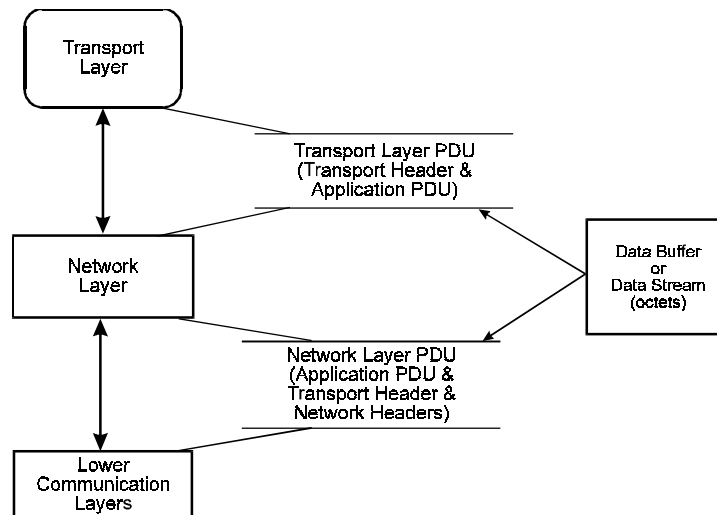 Transport
Layer
Transport Layer PDU
(Transport Header &
Application PDU)
Network
Layer
Data Buffer
or
Data Stream
(octets)
Network Layer PDU
(Application PDU &
Transport Header &
Network Headers)
Lower
Communication
Layers